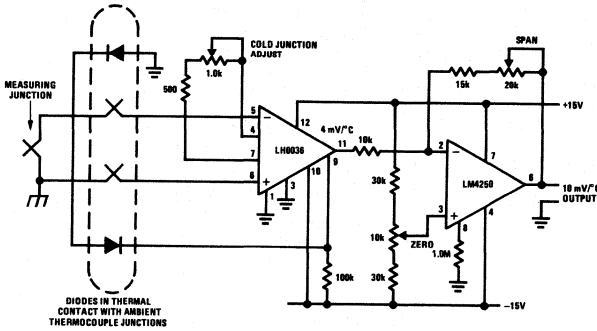 SPAN
COLD JUNCTION
ADJUST
1.0k
15k
20k
MEASURING
JUNCTION
500
+15V
5
−
12
4
4 mV/°C
LH0036
11
10k
2
−
7
7
9
30k
LM4250
6
10 mV/°C
OUTPUT
6
+
10
3
1
10k
3
+
4
8
ZERO
1.0M
100k
30k
−15V
DIODES IN THERMAL
CONTACT WITH AMBIENT
THERMOCOUPLE JUNCTIONS